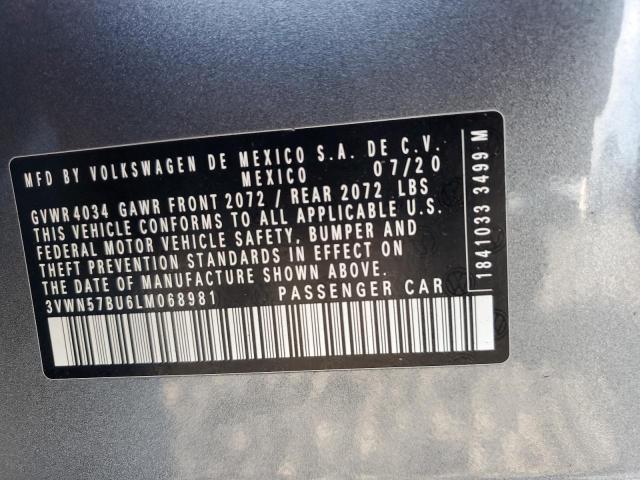 MFD BY VOLKSWAGEN DE MEXICO S.A. DE C.V.
MEXICO 07/20
GVWR 4034 GAWR FRONT 2072 / REAR 2072 LBS
THIS VEHICLE CONFORMS TO ALL APPLICABLE U.S.
FEDERAL MOTOR VEHICLE SAFETY, BUMPER AND
THEFT PREVENTION STANDARDS IN EFFECT ON
THE DATE OF MANUFACTURE SHOWN ABOVE.
3VWN57BU6LM068981 PASSENGER CAR
1841033 3499 M